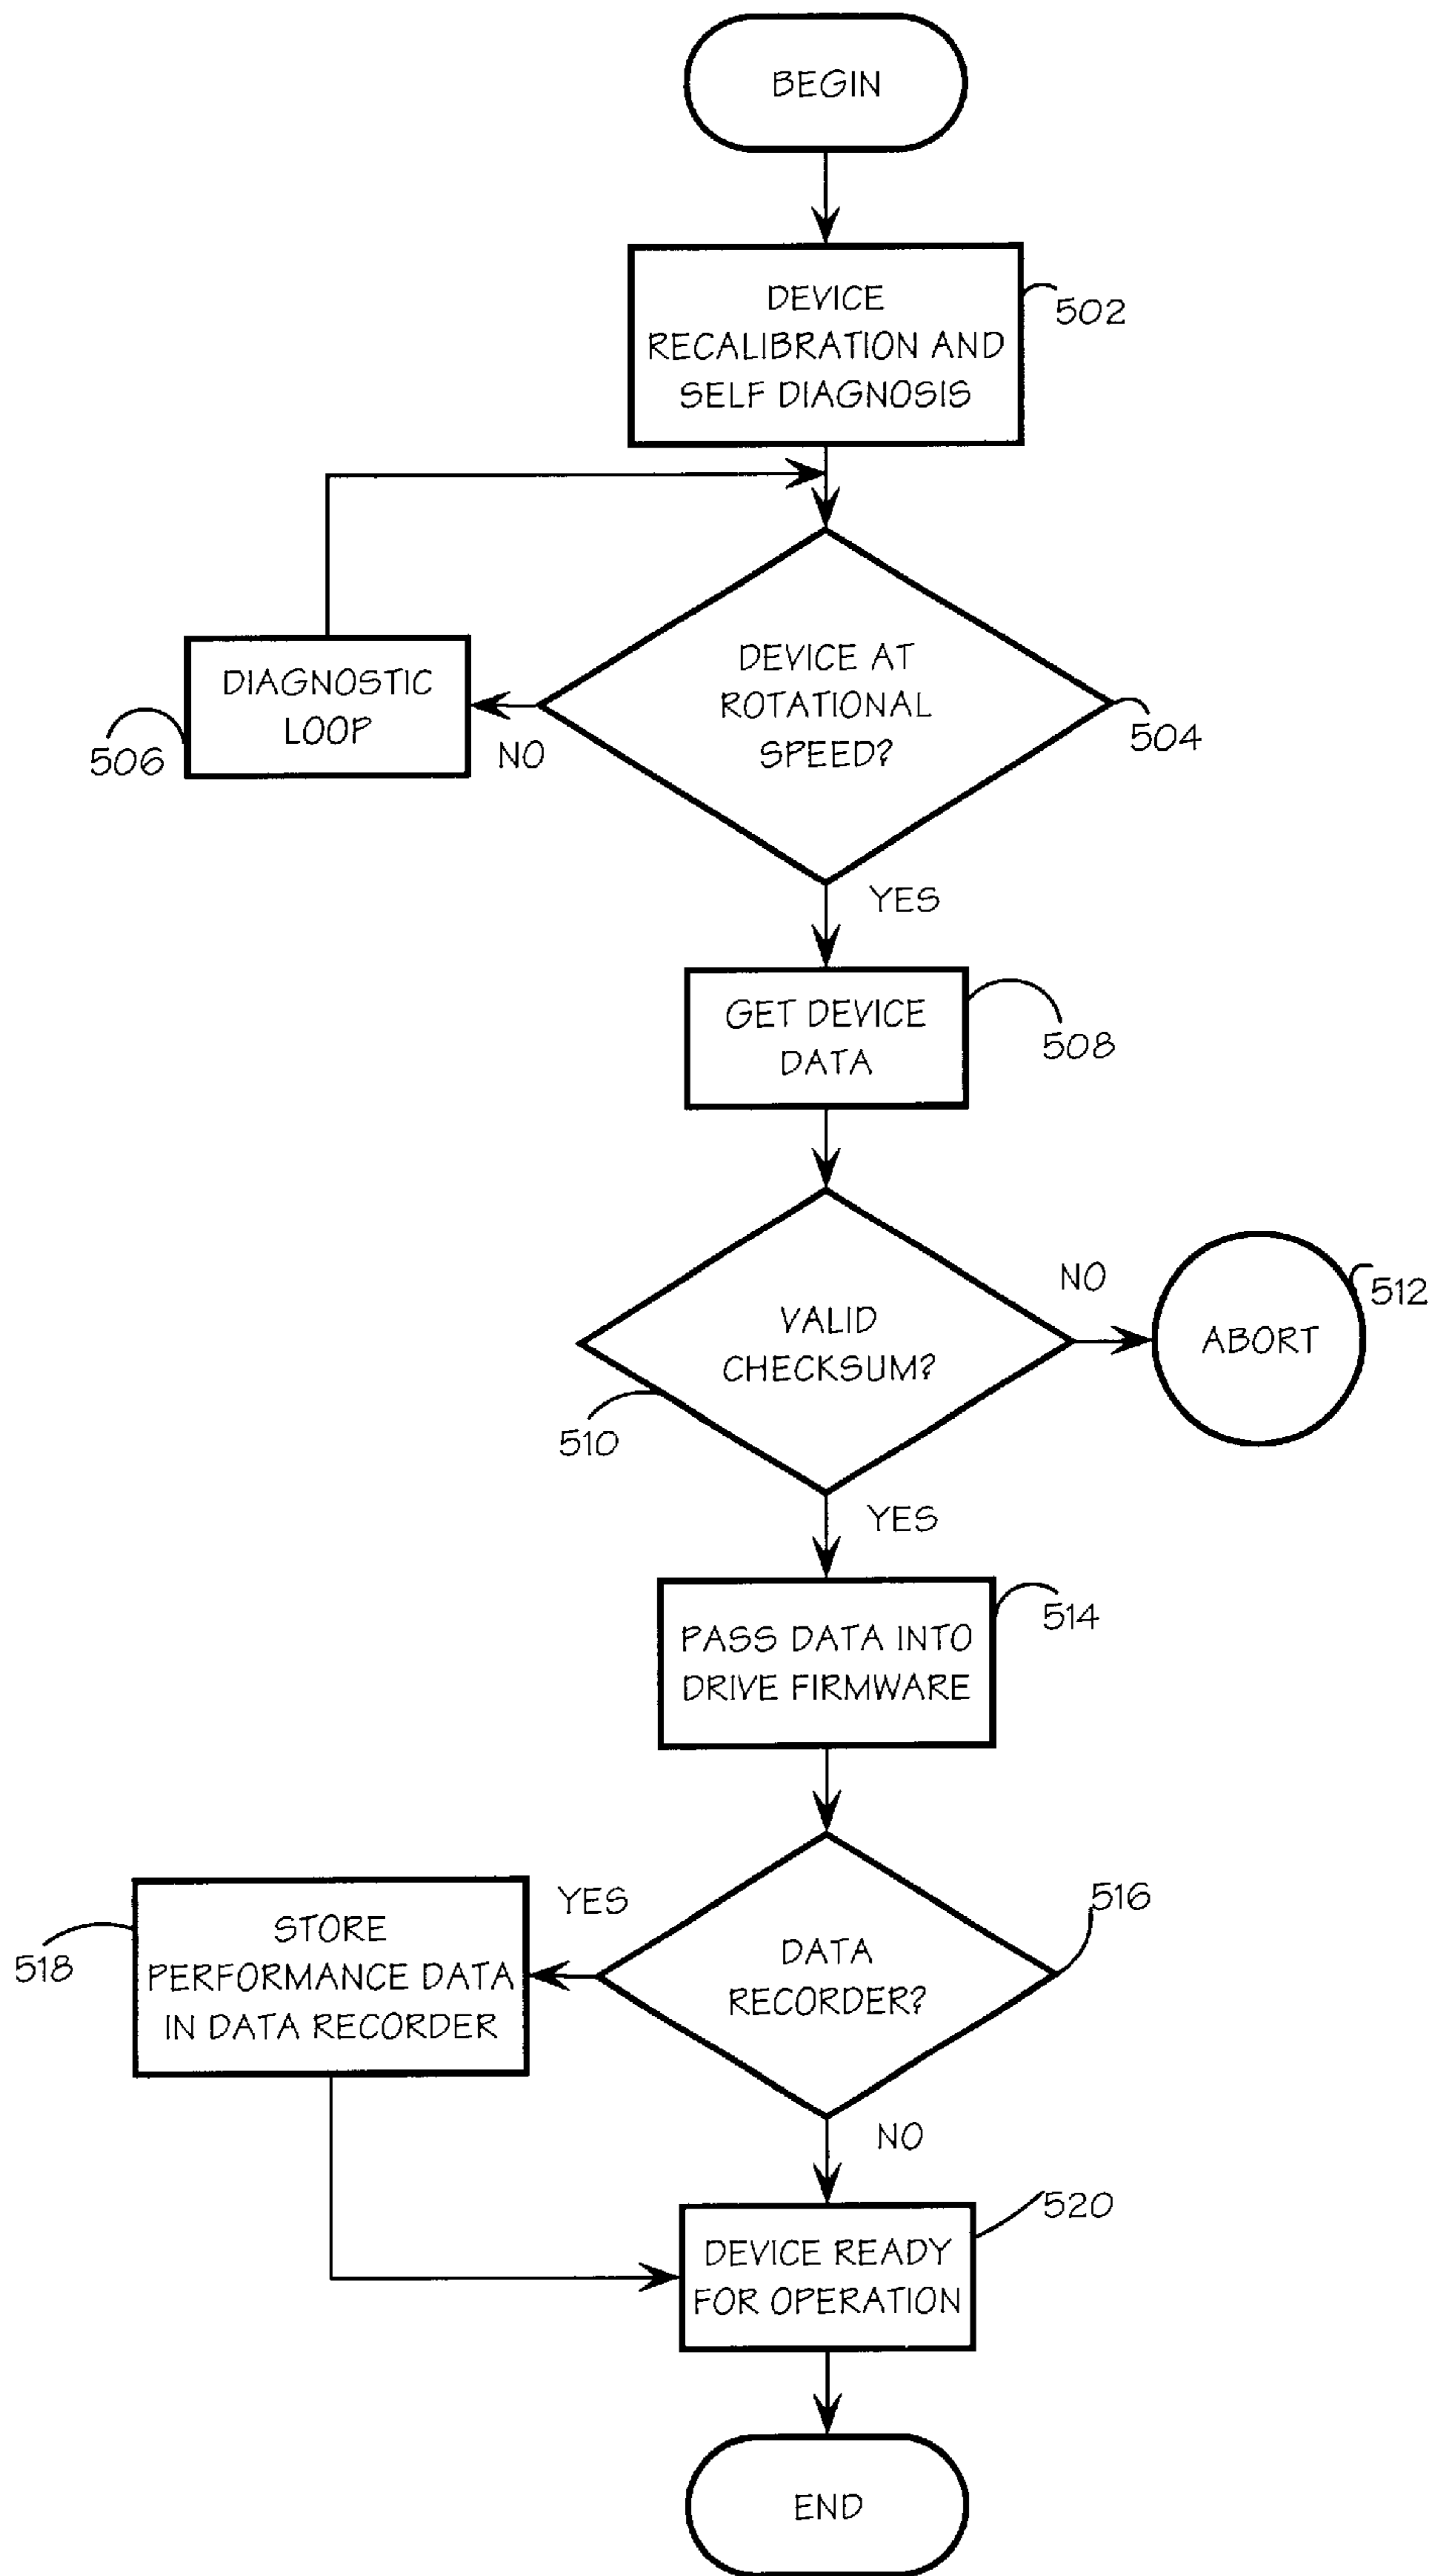 BEGIN
DEVICE
RECALIBRATION AND
SELF DIAGNOSIS
502
DEVICE AT
ROTATIONAL
SPEED?
504
DIAGNOSTIC
LOOP
506
NO
YES
GET DEVICE
DATA
508
VALID
CHECKSUM?
510
NO
ABORT
512
YES
PASS DATA INTO
DRIVE FIRMWARE
514
DATA
RECORDER?
516
YES
STORE
PERFORMANCE DATA
IN DATA RECORDER
518
NO
DEVICE READY
FOR OPERATION
520
END